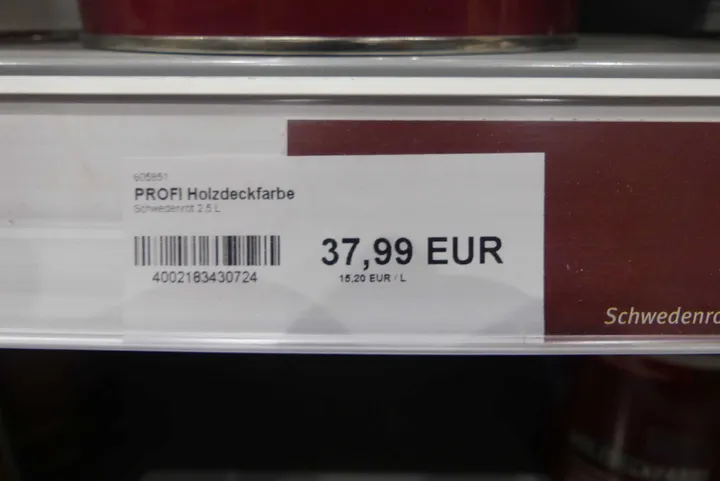 605851
PROFI Holzdeckfarbe
Schwedenrot 2,5 L
4002183430724
37,99 EUR
15,20 EUR / L
Schwedenro